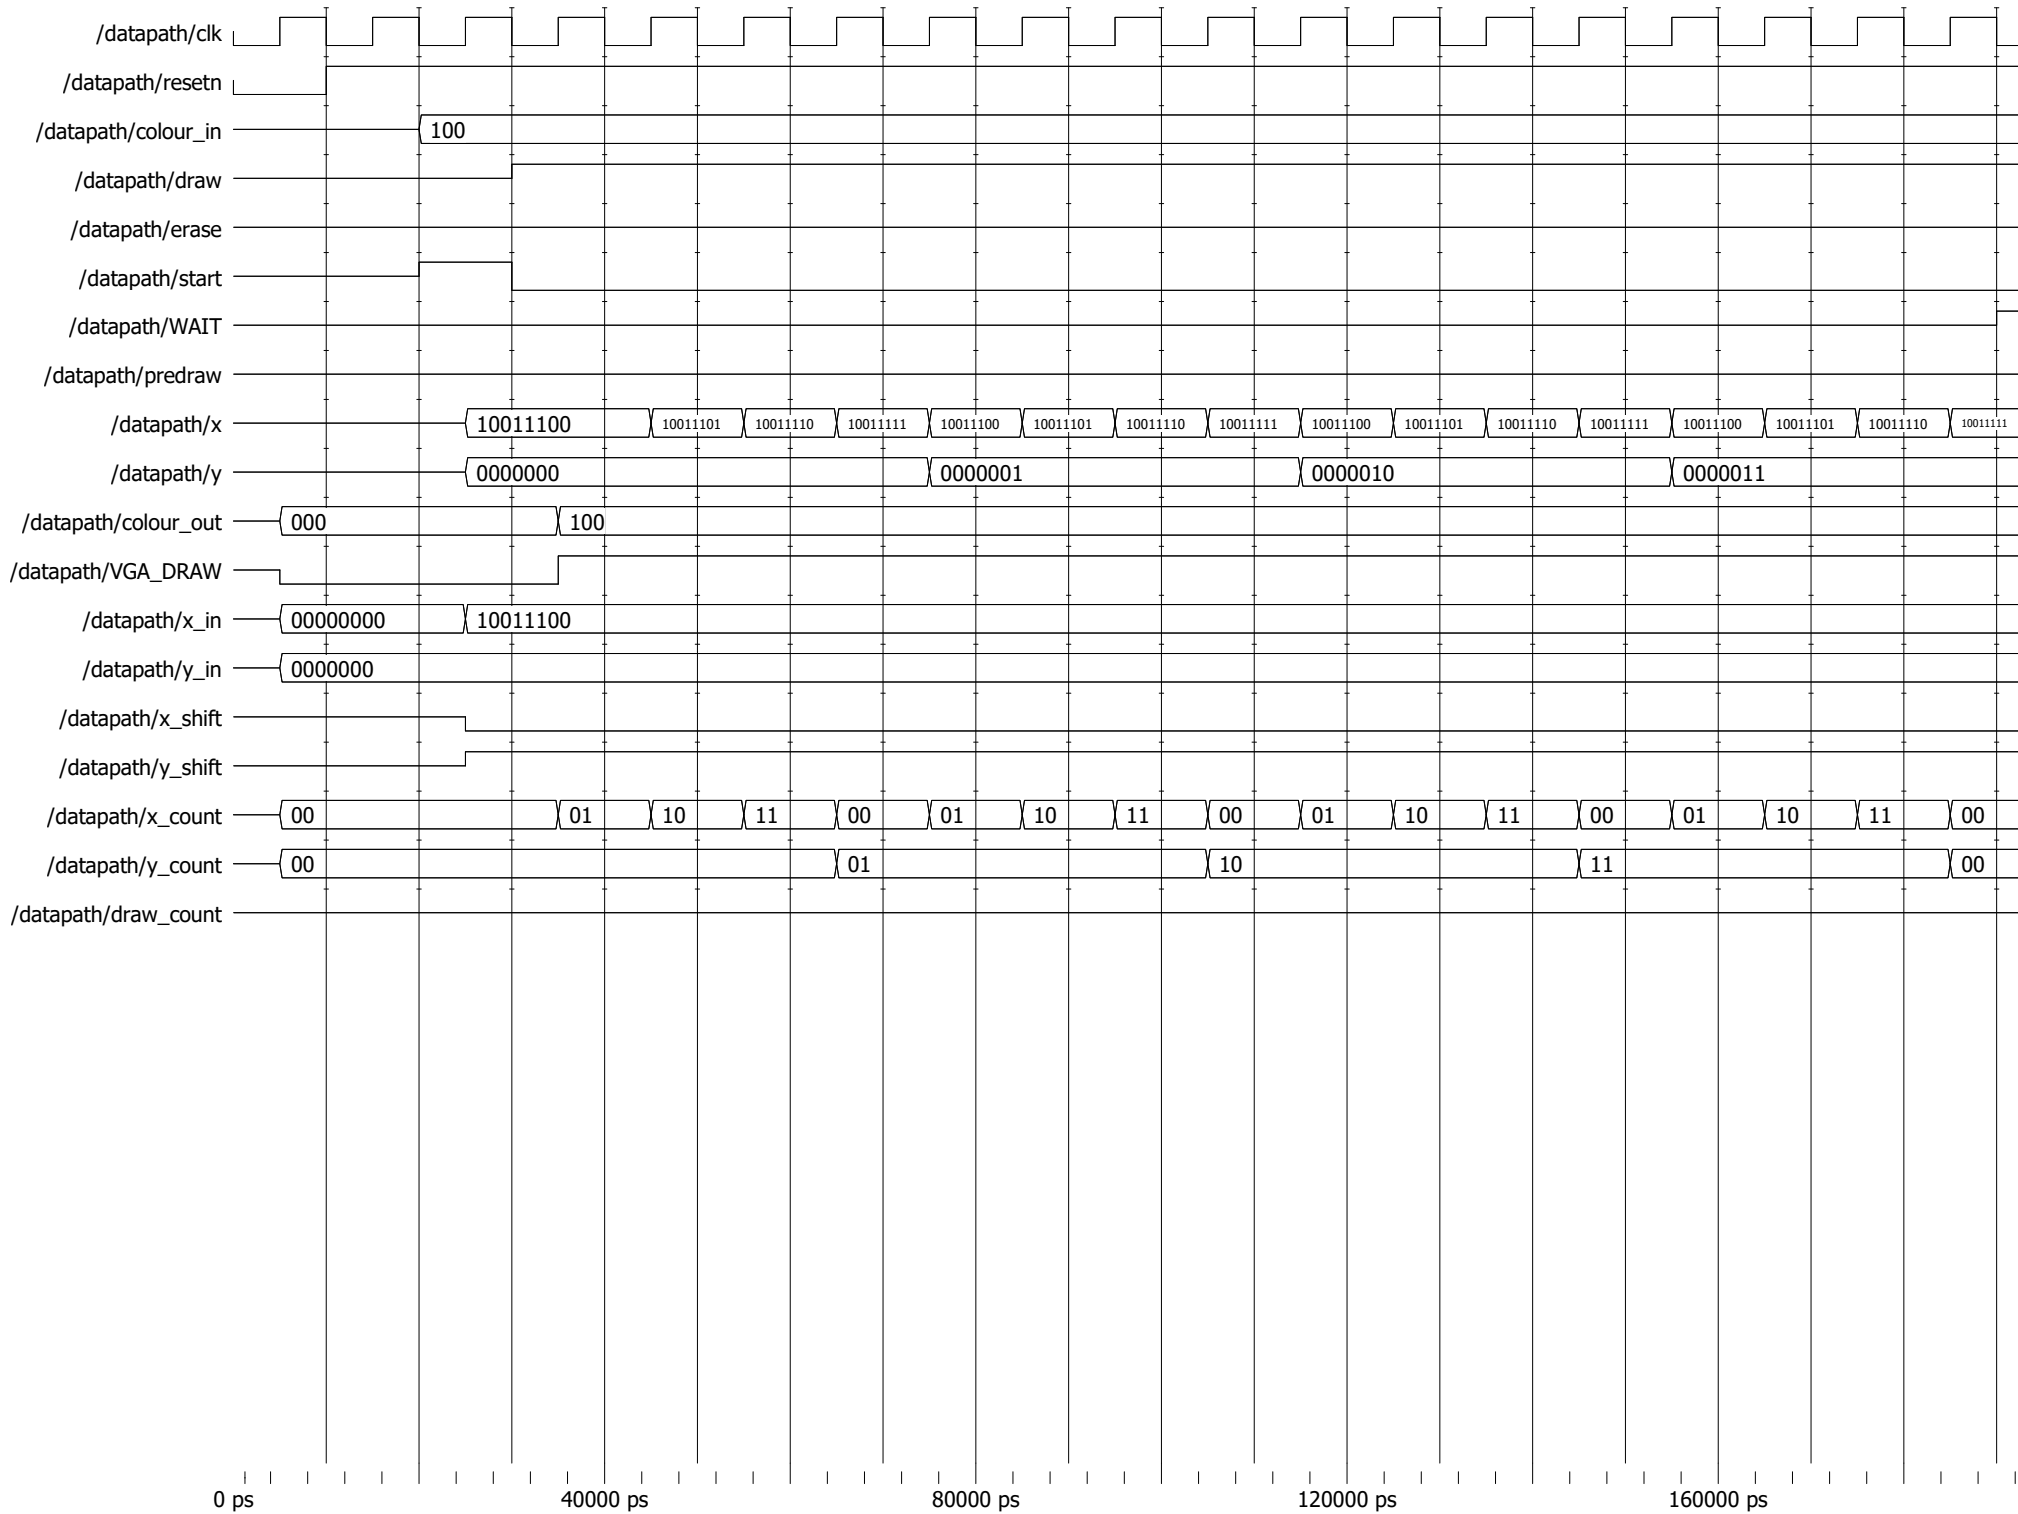 /datapath/clk
/datapath/resetn
/datapath/colour_in 100
/datapath/draw
/datapath/erase
/datapath/start
/datapath/WAIT
/datapath/predraw
/datapath/x 10011100 10011101 10011110 10011111 10011100 10011101 10011110 10011111 10011100 10011101 10011110 10011111 10011100 10011101 10011110 10011111
/datapath/y 0000000 0000001 0000010 0000011
/datapath/colour_out 000 100
/datapath/VGA_DRAW
/datapath/x_in 00000000 10011100
/datapath/y_in 0000000
/datapath/x_shift
/datapath/y_shift
/datapath/x_count 00 01 10 11 00 01 10 11 00 01 10 11 00 01 10 11 00
/datapath/y_count 00 01 10 11 00
/datapath/draw_count
0 ps 40000 ps 80000 ps 120000 ps 160000 ps